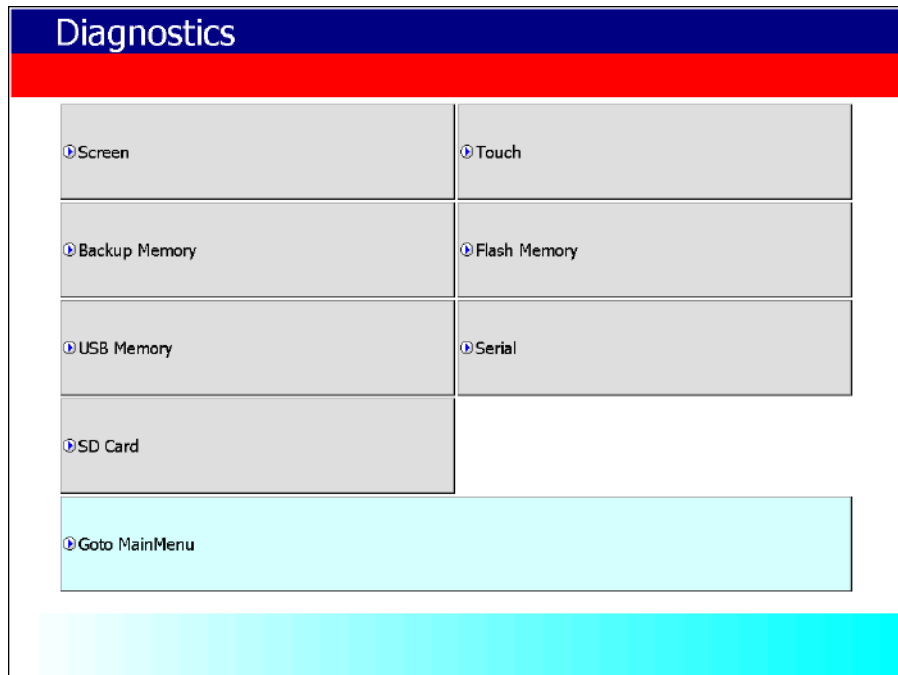 Diagnostics
Screen
Touch
Backup Memory
Flash Memory
USB Memory
Serial
SD Card
Goto MainMenu